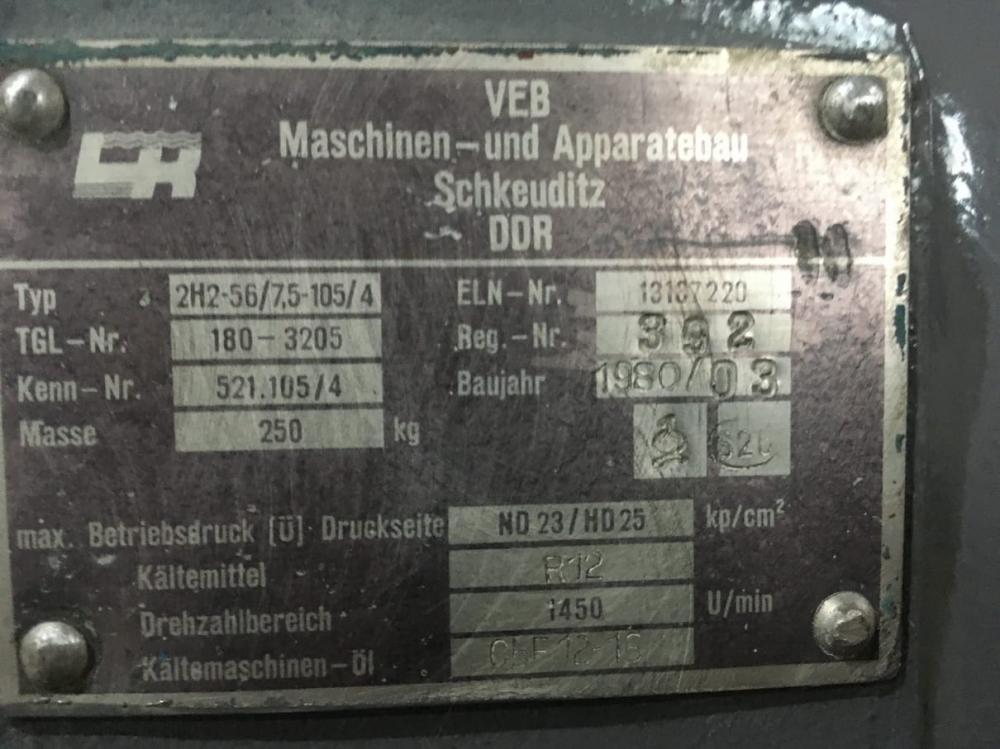 VEB
Maschinen-und Apparatebau
Schkeuditz
DDR
Typ 2H2-56/7,5-105/4
TGL-Nr. 180-3205
Kenn-Nr. 521.105/4
Masse 250 kg
ELN-Nr. 13137220
Reg.-Nr. 392
Baujahr 1980/03
max. Betriebsdruck [Ü] Druckseite ND 23/HD 25 kp/cm²
Kältemittel R12
Drehzahlbereich 1450 U/min
Kältemaschinen-Öl